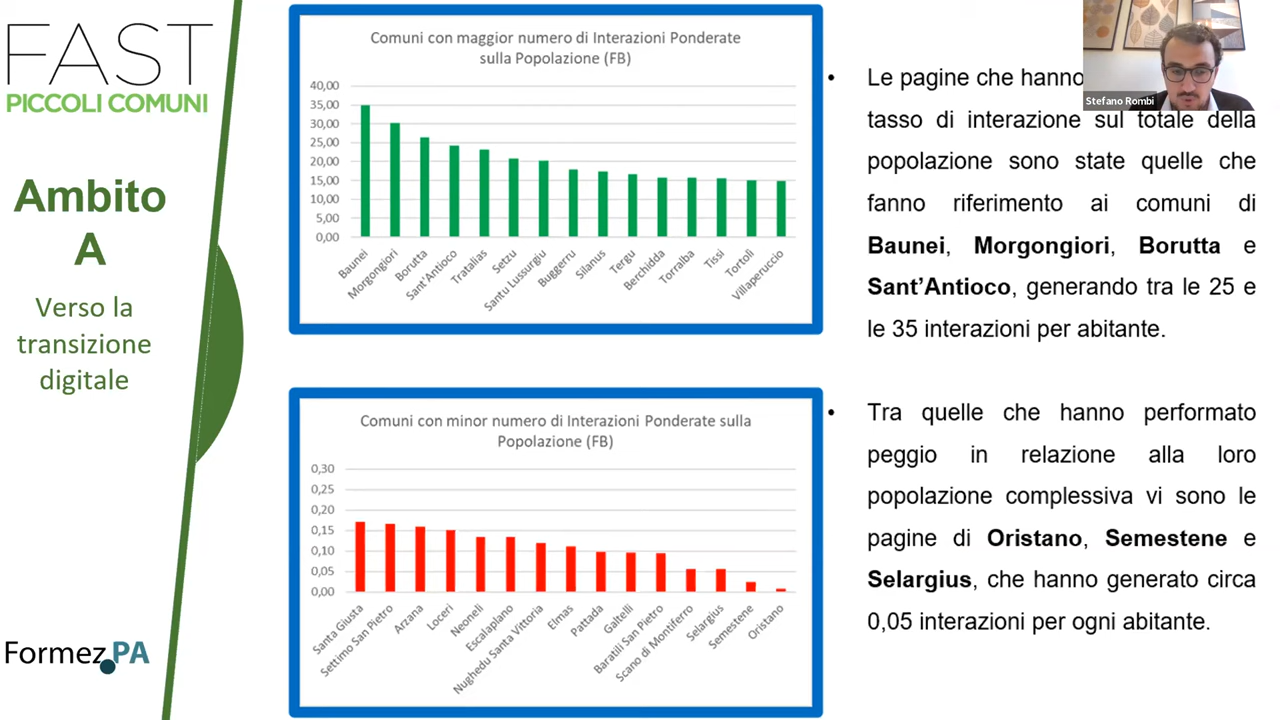 FAST
PICCOLI COMUNI
Ambito
A
Verso la
transizione
digitale
Formez.PA
Comuni con maggior numero di Interazioni Ponderate
sulla Popolazione (FB)
40,00
35,00
30,00
25,00
20,00
15,00
10,00
5,00
0,00
Baunei
Morgongiori
Borutta
Sant'Antioco
Tratalias
Setzu
Santu Lussurgiu
Buggerru
Silanus
Tergu
Berchidda
Torralba
Tissi
Tortolì
Villaperuccio
Comuni con minor numero di Interazioni Ponderate sulla
Popolazione (FB)
0,30
0,25
0,20
0,15
0,10
0,05
0,00
Santa Giusta
Settimo San Pietro
Arzana
Loceri
Neoneli
Escalaplano
Nughedu Santa Vittoria
Elmas
Pattada
Galtellì
Baratili San Pietro
Scano di Montiferro
Selargius
Semestene
Oristano
• Le pagine che hanno
tasso di interazione sul totale della
popolazione sono state quelle che
fanno riferimento ai comuni di
Baunei, Morgongiori, Borutta e
Sant’Antioco, generando tra le 25 e
le 35 interazioni per abitante.
• Tra quelle che hanno performato
peggio in relazione alla loro
popolazione complessiva vi sono le
pagine di Oristano, Semestene e
Selargius, che hanno generato circa
0,05 interazioni per ogni abitante.
Stefano Rombi